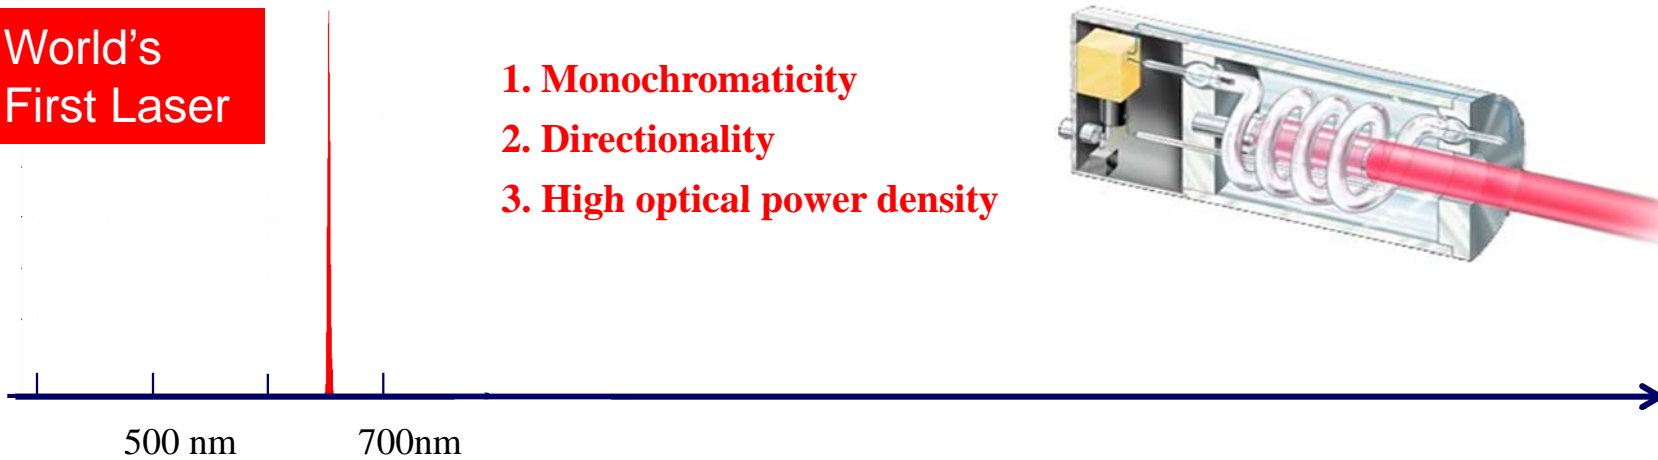 World’s
First Laser
1. Monochromaticity
2. Directionality
3. High optical power density
500 nm
700nm